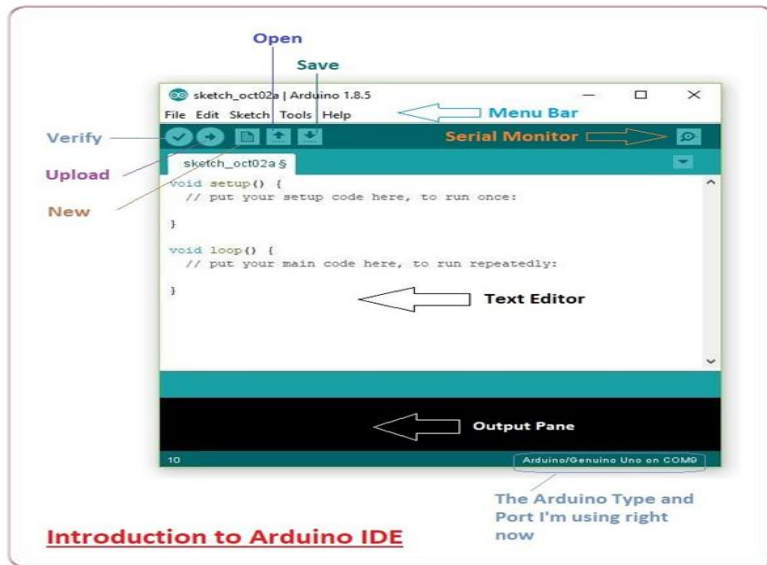 Open
Save
sketch_oct02a | Arduino 1.8.5
File Edit Sketch Tools Help
Menu Bar
Verify
Serial Monitor
sketch_oct02a §
Upload
New
void setup() {
// put your setup code here, to run once:
}
void loop() {
// put your main code here, to run repeatedly:
}
Text Editor
Output Pane
10
Arduino/Genuino Uno on COM9
The Arduino Type and
Port I'm using right
now
Introduction to Arduino IDE